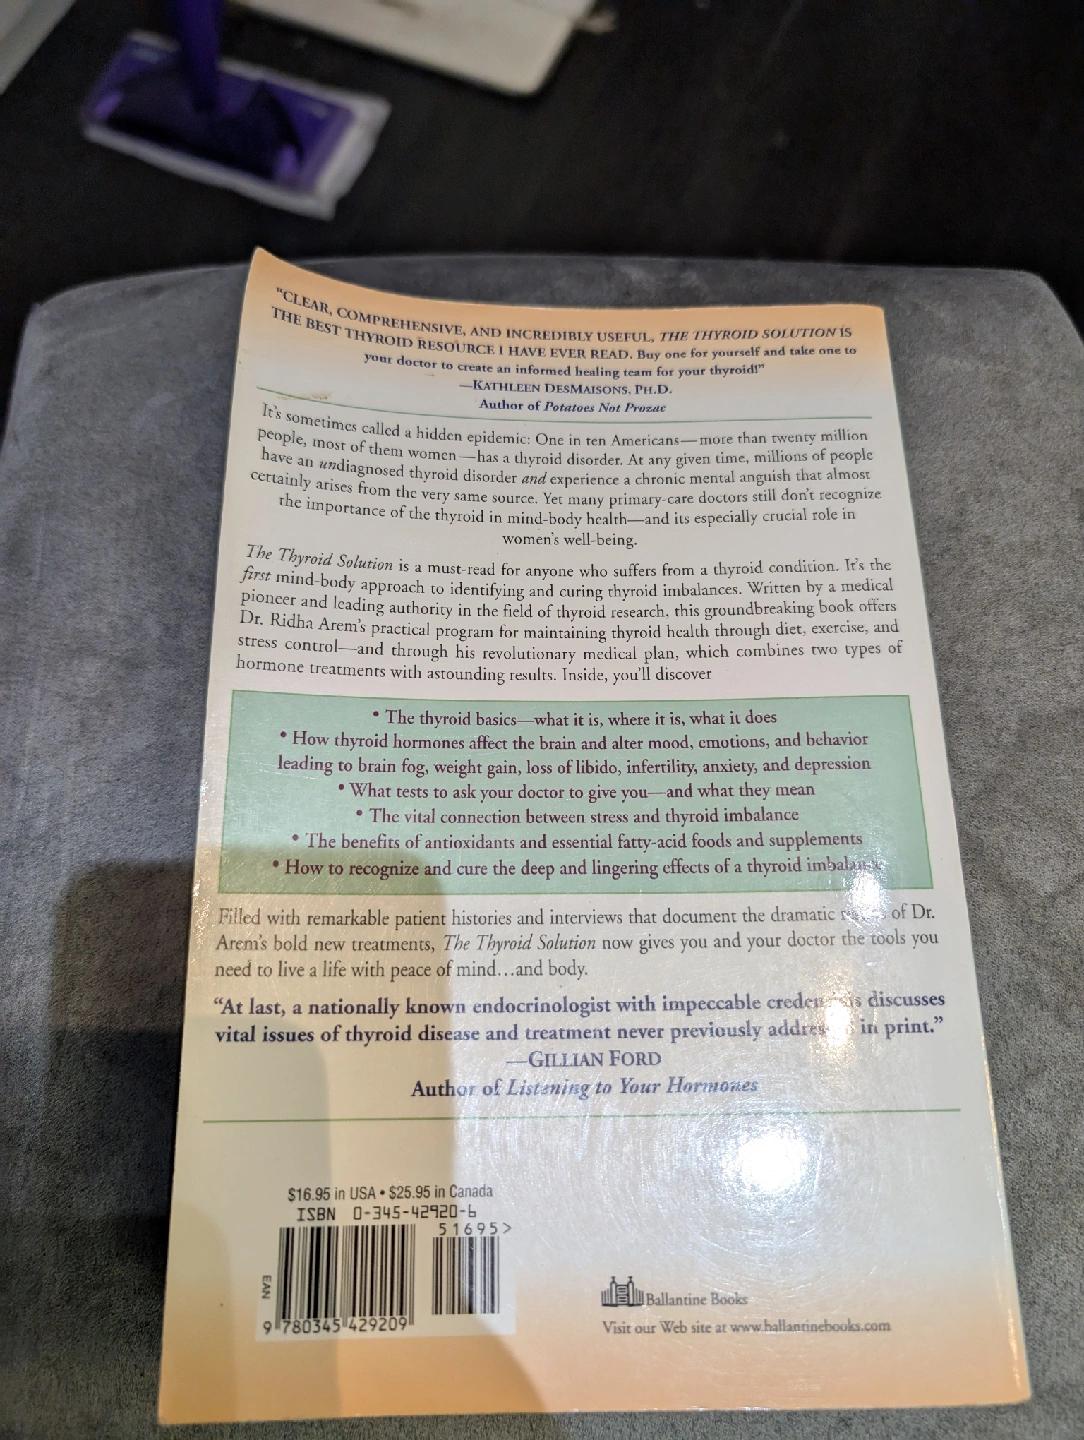 "CLEAR, COMPREHENSIVE, AND INCREDIBLY USEFUL, THE THYROID SOLUTION IS
THE BEST THYROID RESOURCE I HAVE EVER READ. Buy one for yourself and take one to
your doctor to create an informed healing team for your thyroid!"
—KATHLEEN DESMAISONS, PH.D.
Author of Potatoes Not Prozac
It's sometimes called a hidden epidemic: One in ten Americans—more than twenty million
people, most of them women—has a thyroid disorder. At any given time, millions of people
have an undiagnosed thyroid disorder and experience a chronic mental anguish that almost
certainly arises from the very same source. Yet many primary-care doctors still don't recognize
the importance of the thyroid in mind-body health—and its especially crucial role in
women's well-being.
The Thyroid Solution is a must-read for anyone who suffers from a thyroid condition. It's the
first mind-body approach to identifying and curing thyroid imbalances. Written by a medical
pioneer and leading authority in the field of thyroid research, this groundbreaking book offers
Dr. Ridha Arem's practical program for maintaining thyroid health through diet, exercise, and
stress control—and through his revolutionary medical plan, which combines two types of
hormone treatments with astounding results. Inside, you'll discover
• The thyroid basics—what it is, where it is, what it does
• How thyroid hormones affect the brain and alter mood, emotions, and behavior
leading to brain fog, weight gain, loss of libido, infertility, anxiety, and depression
• What tests to ask your doctor to give you—and what they mean
• The vital connection between stress and thyroid imbalance
• The benefits of antioxidants and essential fatty-acid foods and supplements
• How to recognize and cure the deep and lingering effects of a thyroid imbalance
Filled with remarkable patient histories and interviews that document the dramatic of Dr.
Arem's bold new treatments, The Thyroid Solution now gives you and your doctor the tools you
need to live a life with peace of mind...and body.
"At last, a nationally known endocrinologist with impeccable credentials discusses
vital issues of thyroid disease and treatment never previously addressed in print."
—GILLIAN FORD
Author of Listening to Your Hormones
$16.95 in USA • $25.95 in Canada
ISBN 0-345-42920-6
51695>
EAN
9 780345 429209
Ballantine Books
Visit our Web site at www.ballantinebooks.com